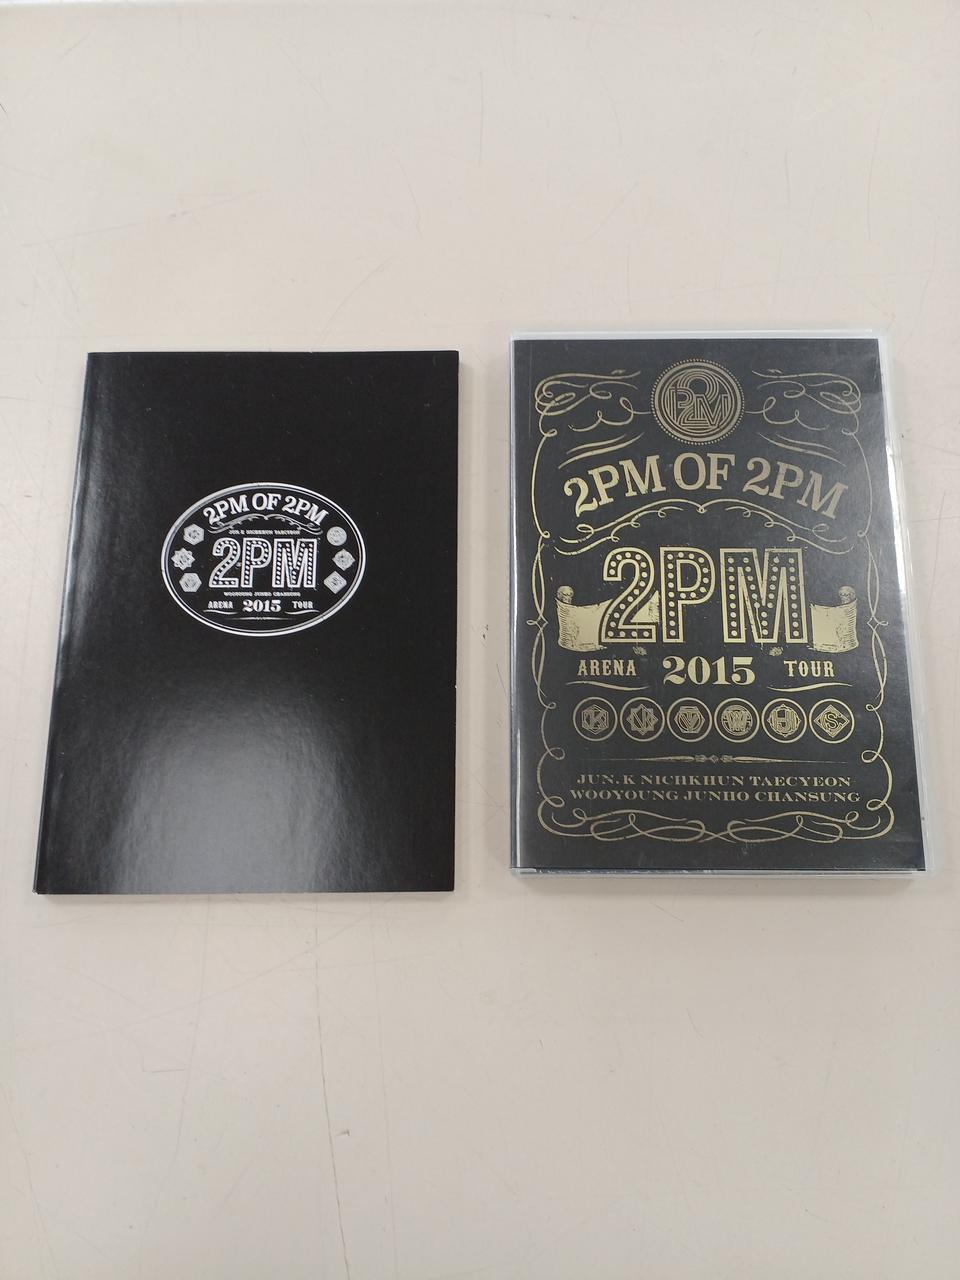 2PM OF 2PM
JUN. K NICHKHUN TAECYEON
2PM
WOOYOUNG JUNHO CHANSUNG
ARENA 2015 TOUR
2PM
2PM OF 2PM
2PM
ARENA 2015 TOUR
K N T W J S
JUN. K NICHKHUN TAECYEON
WOOYOUNG JUNHO CHANSUNG